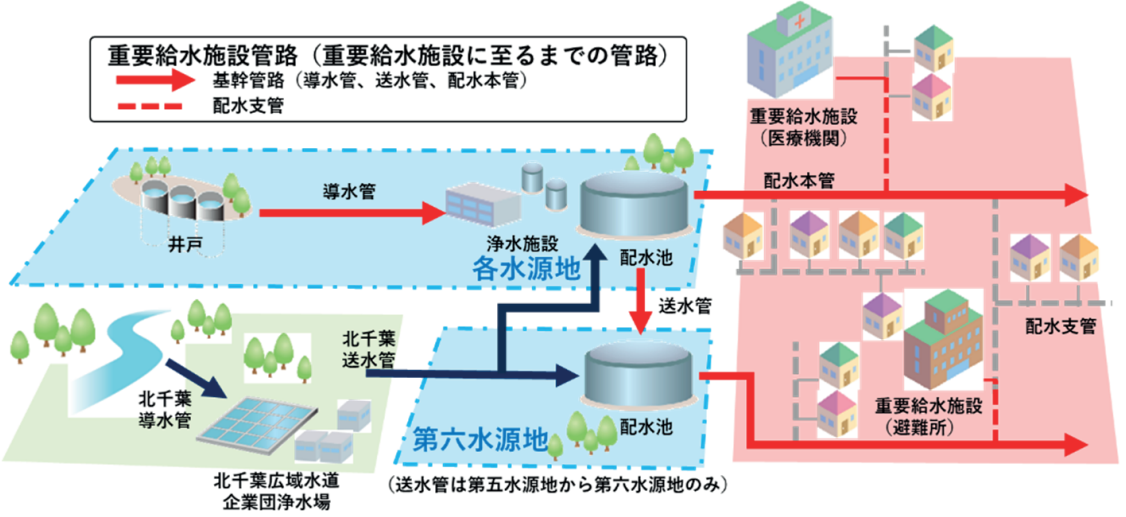 重要給水施設管路（重要給水施設に至るまでの管路）
基幹管路（導水管、送水管、配水本管）
配水支管
重要給水施設
（医療機関）
導水管
配水本管
井戸
浄水施設
配水池
各水源地
送水管
配水支管
北千葉
送水管
北千葉
導水管
配水池
第六水源地
重要給水施設
（避難所）
北千葉広域水道
企業団浄水場
（送水管は第五水源地から第六水源地のみ）